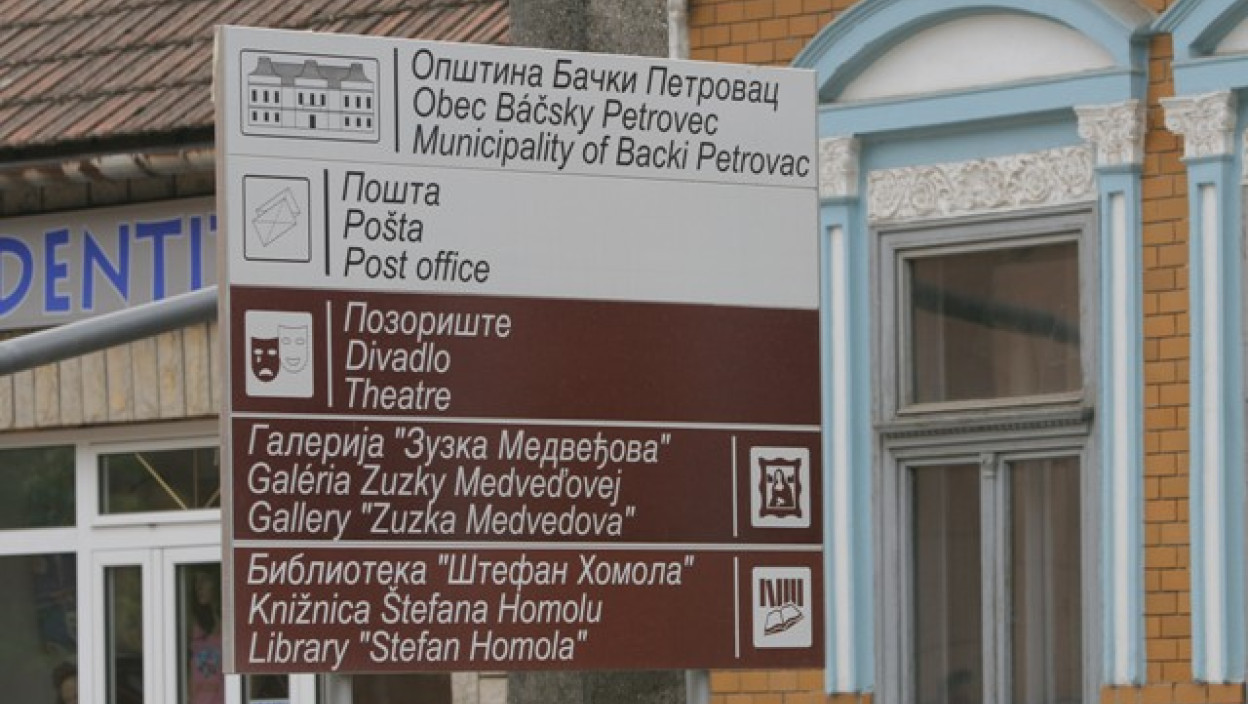 Општина Бачки Петровац
Obec Báčsky Petrovec
Municipality of Backi Petrovac
Пошта
Pošta
Post office
Позориште
Divadlo
Theatre
Галерија "Зузка Медвеђова"
Galéria Zuzky Medveďovej
Gallery "Zuzka Medvedova"
Библиотека "Штефан Хомола"
Knižnica Štefana Homolu
Library "Stefan Homola"
DENTIT